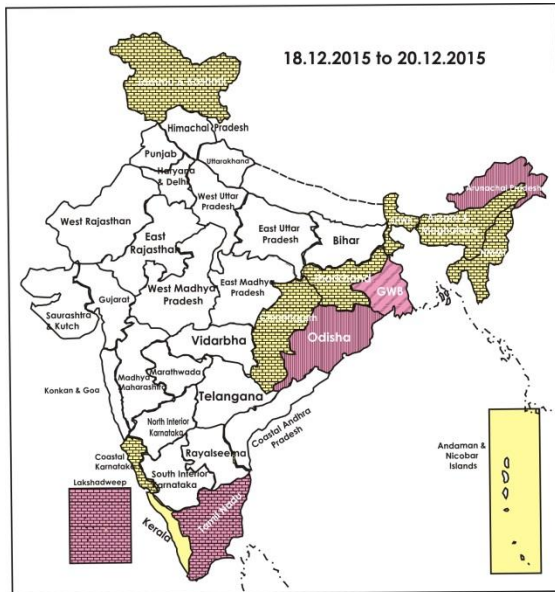 18.12.2015 to 20.12.2015
Himachal Pradesh
Punjab
Uttarakhand
Haryana
& Delhi
West Uttar
Pradesh
Arunachal Pradesh
West Rajasthan
East
Rajasthan
East Uttar
Pradesh
Bihar
Meghalaya
Saurashtra
& Kutch
Gujarat
West Madhya
Pradesh
East Madhya
Pradesh
GWB
Vidarbha
Odisha
Konkan & Goa
Madhya
Maharashtra
Marathwada
Telangana
Coastal Andhra
Pradesh
North Interior
Karnataka
Rayalseema
Coastal
Karnataka
South Interior
Karnataka
Andaman &
Nicobar
Islands
Lakshadweep
Kerala
Tamil Nadu